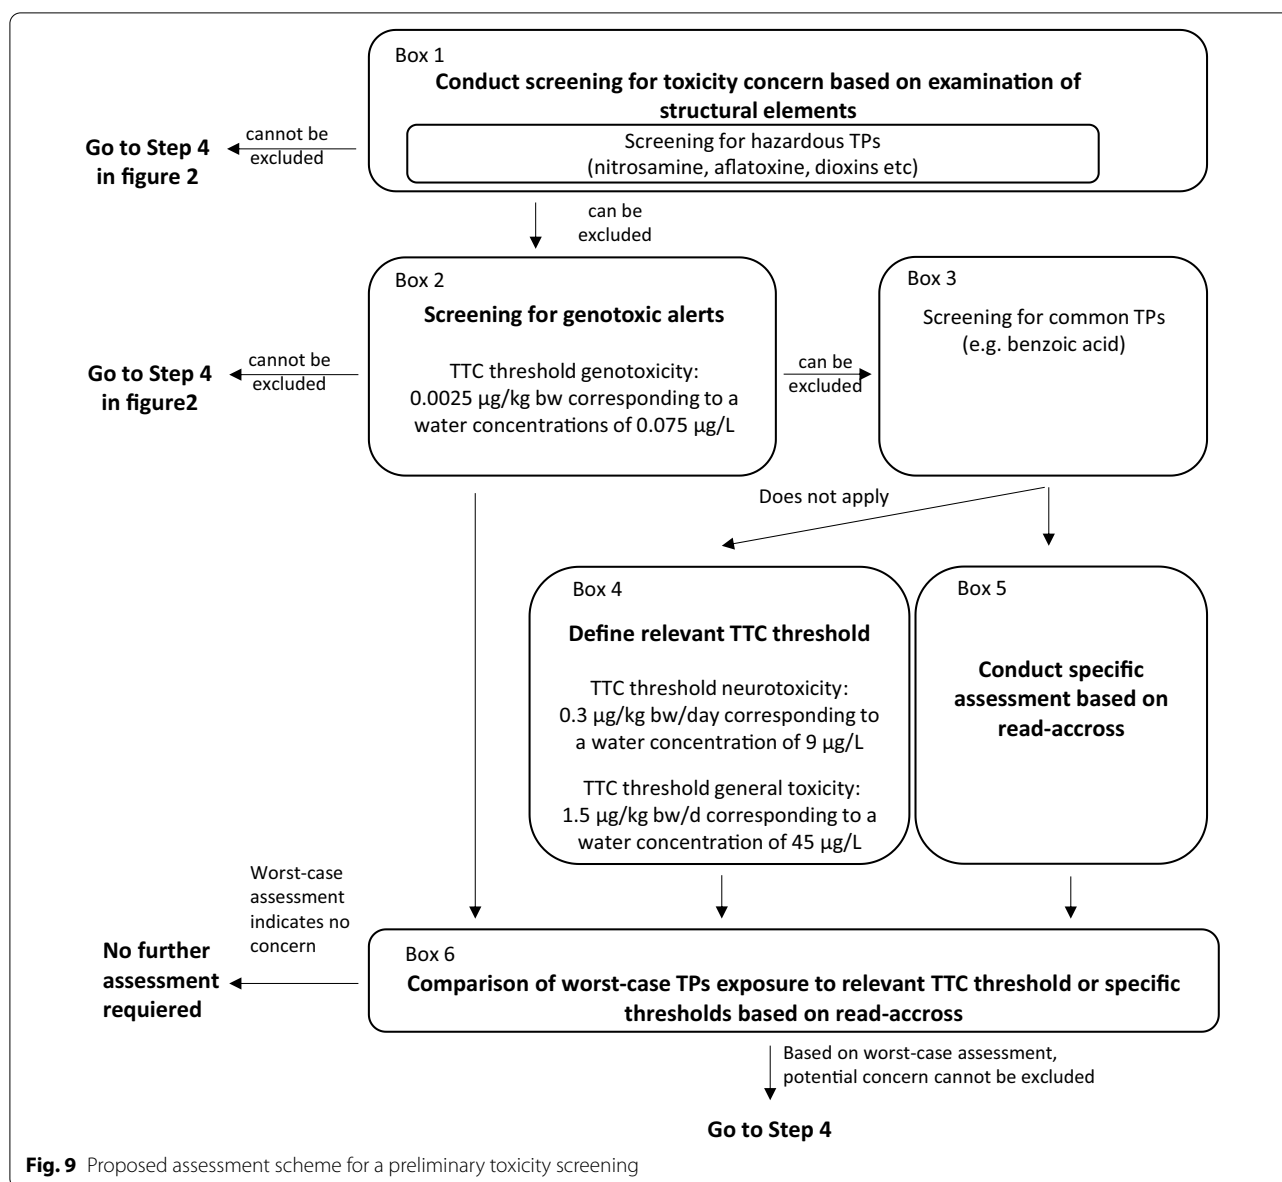 Box 1
Conduct screening for toxicity concern based on examination of
structural elements
Screening for hazardous TPs
(nitrosamine, aflatoxine, dioxins etc)
cannot be
excluded
Go to Step 4
in figure 2
can be
excluded
Box 2
Screening for genotoxic alerts
TTC threshold genotoxicity:
0.0025 µg/kg bw corresponding to a
water concentrations of 0.075 µg/L
cannot be
excluded
Go to Step 4
in figure2
can be
excluded
Box 3
Screening for common TPs
(e.g. benzoic acid)
Does not apply
Box 4
Define relevant TTC threshold
TTC threshold neurotoxicity:
0.3 µg/kg bw/day corresponding to
a water concentration of 9 µg/L
TTC threshold general toxicity:
1.5 µg/kg bw/d corresponding to a
water concentration of 45 µg/L
Box 5
Conduct specific
assessment based on
read-accross
Worst-case
assessment
indicates no
concern
No further
assessment
requiered
Box 6
Comparison of worst-case TPs exposure to relevant TTC threshold or specific
thresholds based on read-accross
Based on worst-case assessment,
potential concern cannot be excluded
Go to Step 4
Fig. 9 Proposed assessment scheme for a preliminary toxicity screening